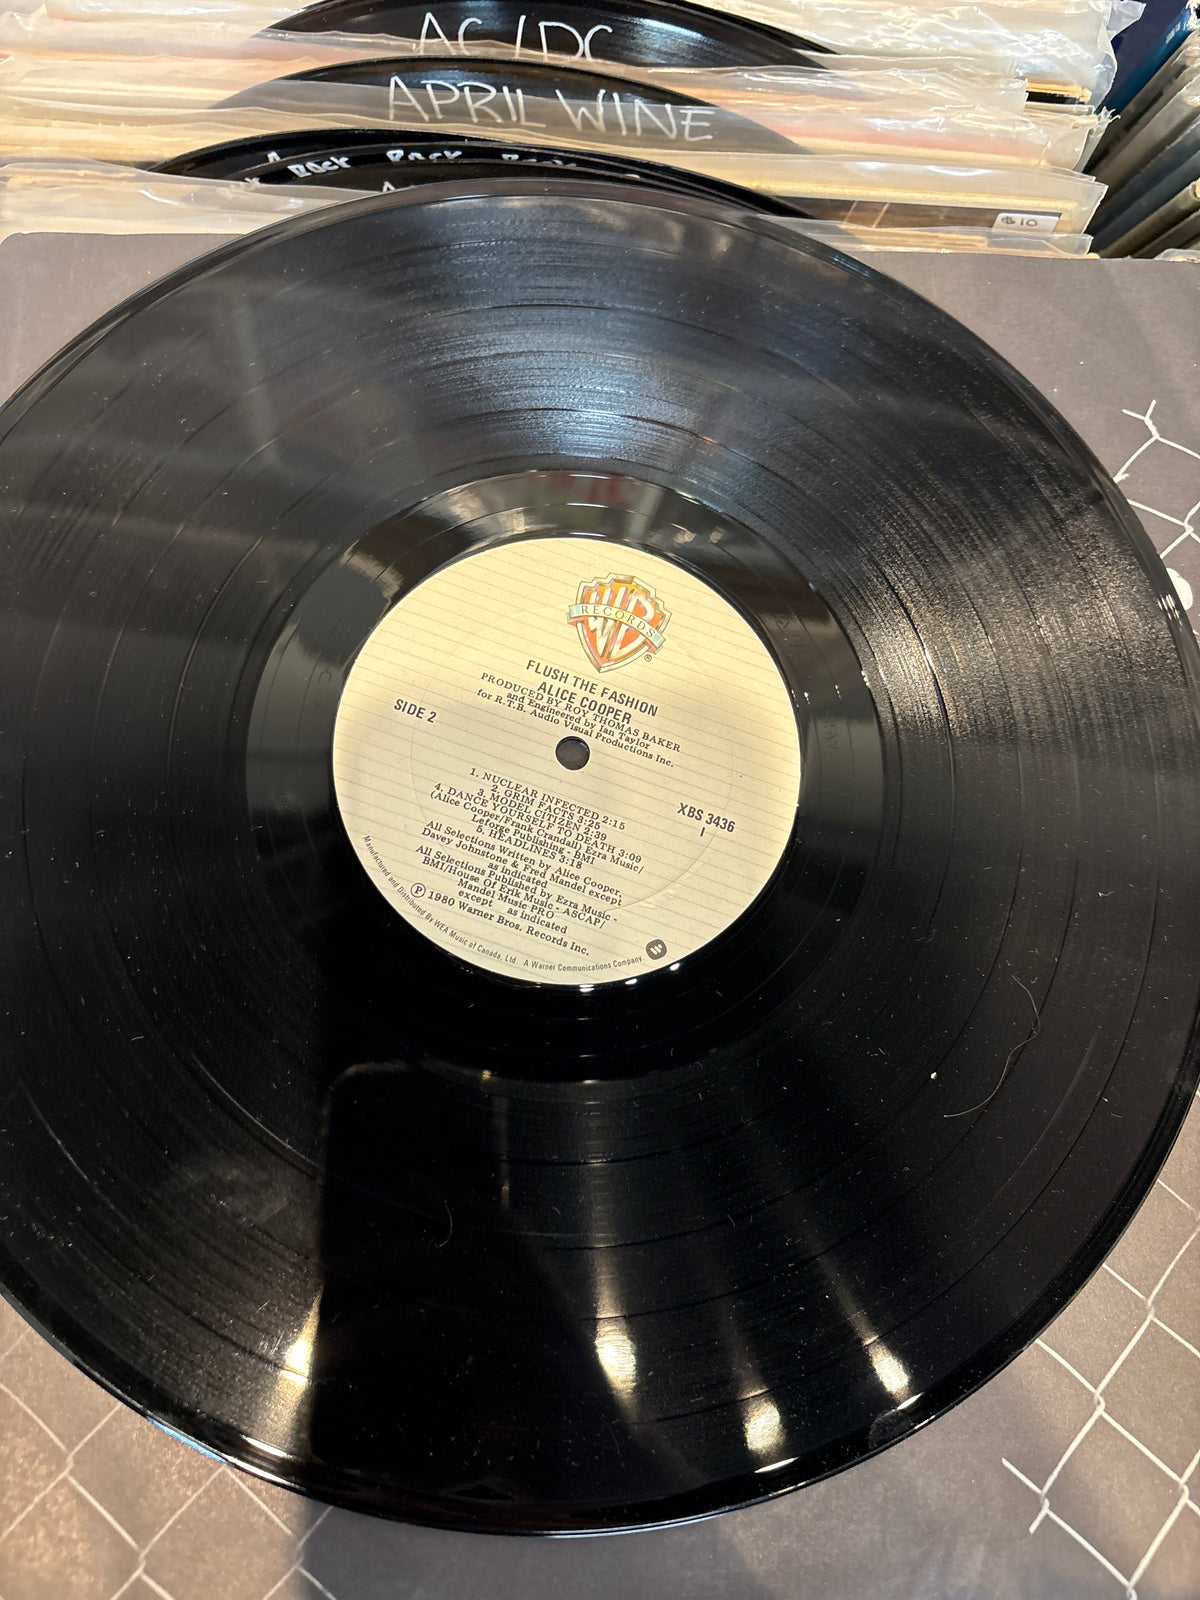 AC/DC
APRIL WINE
ROCK ROCK
$10
RECORDS
®
FLUSH THE FASHION
ALICE COOPER
PRODUCED BY ROY THOMAS BAKER
and Engineered by Ian Taylor
for R.T.B. Audio Visual Productions Inc.
SIDE 2
XBS 3436
1. NUCLEAR INFECTED 2:15
2. GRIM FACTS 3:25
3. MODEL CITIZEN 2:39
4. DANCE YOURSELF TO DEATH 3:09
(Alice Cooper/Frank Crandall) Ezra Music/
Leforge Publishing - BMI
5. HEADLINES 3:18
All Selections Written by Alice Cooper,
Davey Johnstone & Fred Mandel except
as indicated
All Selections Published by Ezra Music -
BMI/House Of Erik Music - ASCAP/
Mandel Music PRO
except as indicated
℗ 1980 Warner Bros. Records Inc.
Manufactured and Distributed By WEA Music of Canada, Ltd. A Warner Communications Company.